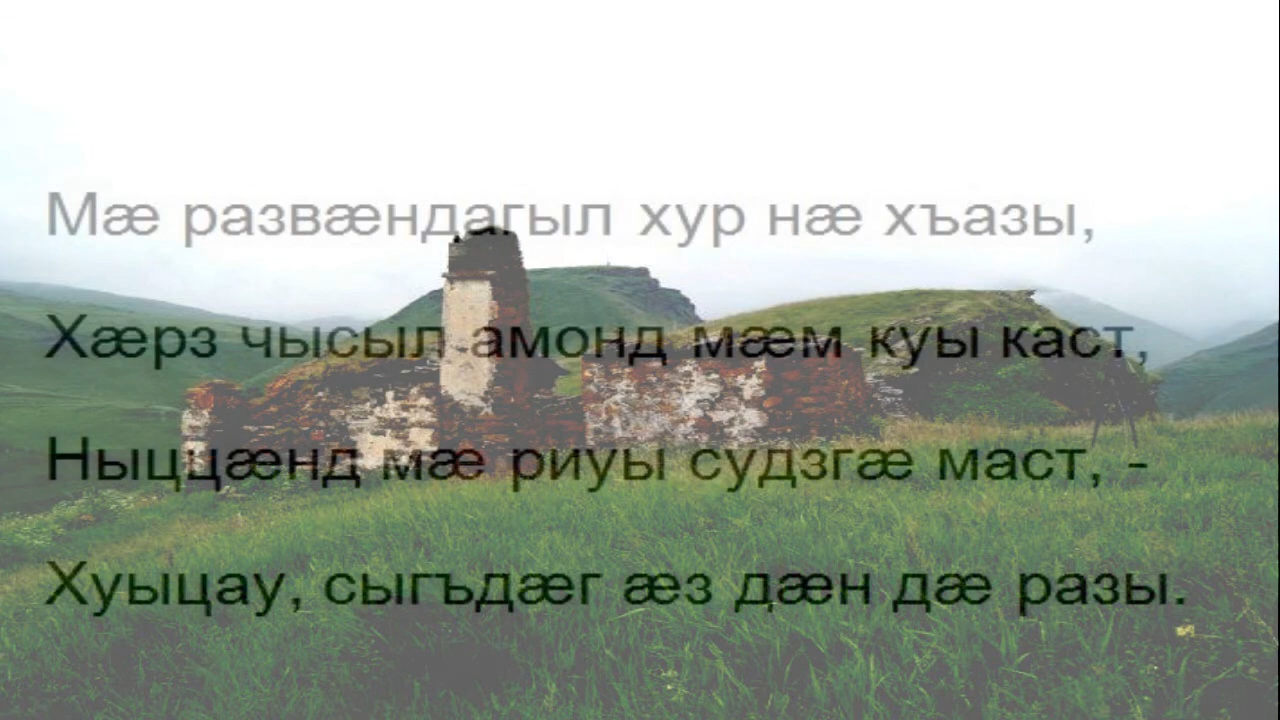 Мæ развæндагыл хур нæ хъазы,
Хæрз чысыл амонд мæм куы каст,
Ныццæнд мæ риуы судзгæ маст, -
Хуыцау, сыгъдæг æз дæн дæ разы.